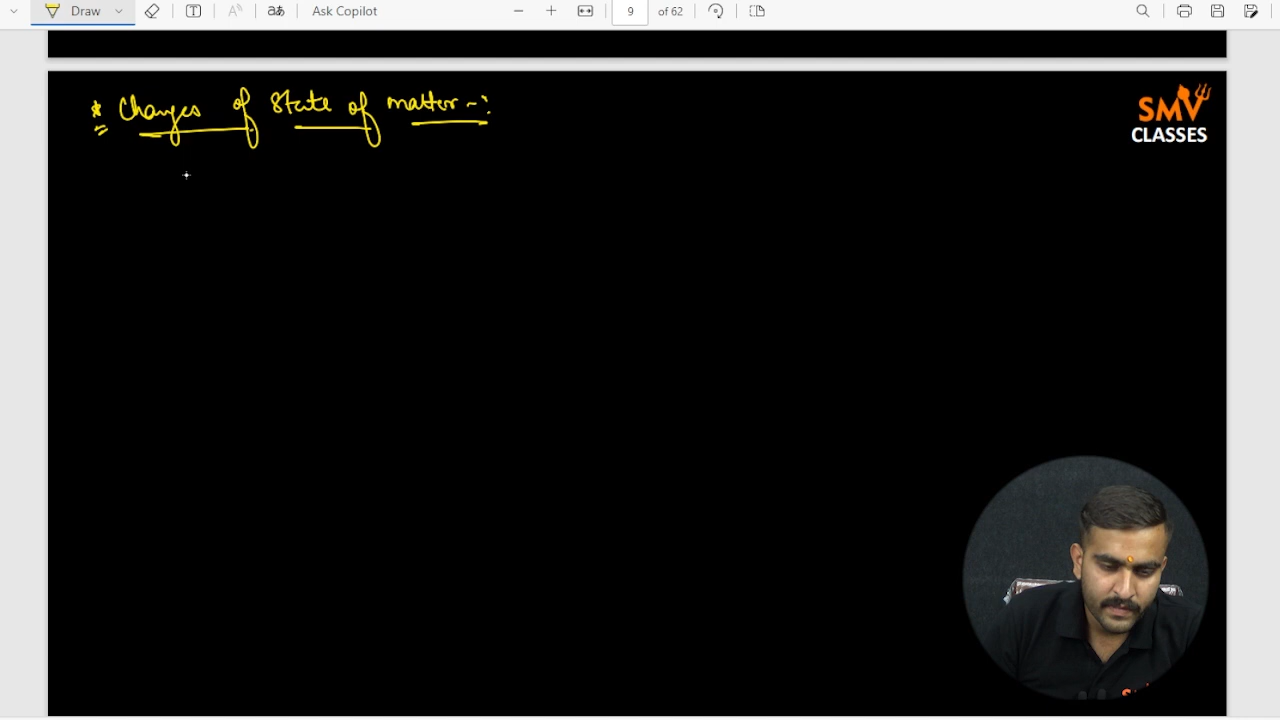 Draw
Ask Copilot
9 of 62
* Changes of State of matter -:
SMV
CLASSES